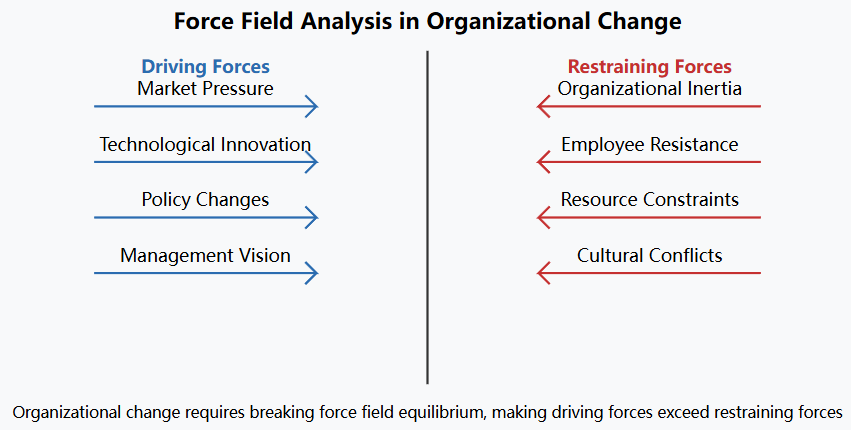 Force Field Analysis in Organizational Change
Driving Forces
Market Pressure
Technological Innovation
Policy Changes
Management Vision
Restraining Forces
Organizational Inertia
Employee Resistance
Resource Constraints
Cultural Conflicts
Organizational change requires breaking force field equilibrium, making driving forces exceed restraining forces